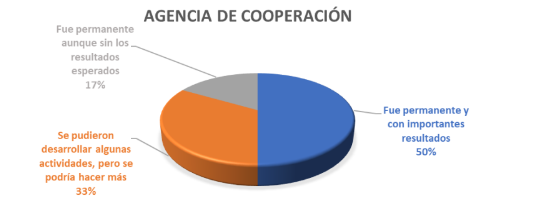 AGENCIA DE COOPERACIÓN
Fue permanente
aunque sin los
resultados
esperados
17%
Fue permanente y
con importantes
resultados
50%
Se pudieron
desarrollar algunas
actividades, pero se
podría hacer más
33%